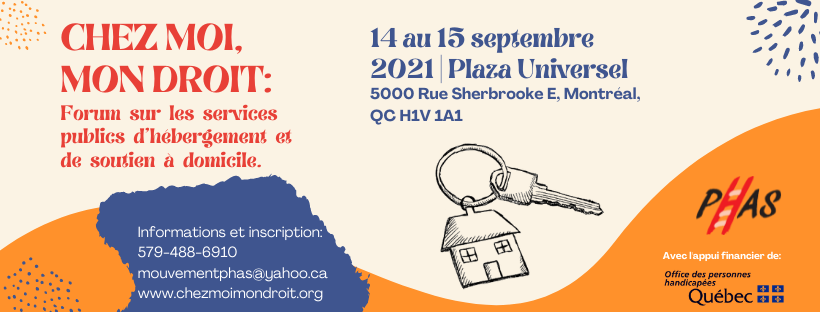 CHEZ MOI,
MON DROIT:
Forum sur les services
publics d'hébergement et
de soutien à domicile.
14 au 15 septembre
2021 | Plaza Universel
5000 Rue Sherbrooke E, Montréal,
QC H1V 1A1
Informations et inscription:
579-488-6910
mouvementphas@yahoo.ca
www.chezmoimondroit.org
PHAS
Avec l'appui financier de:
Office des personnes
handicapées
Québec